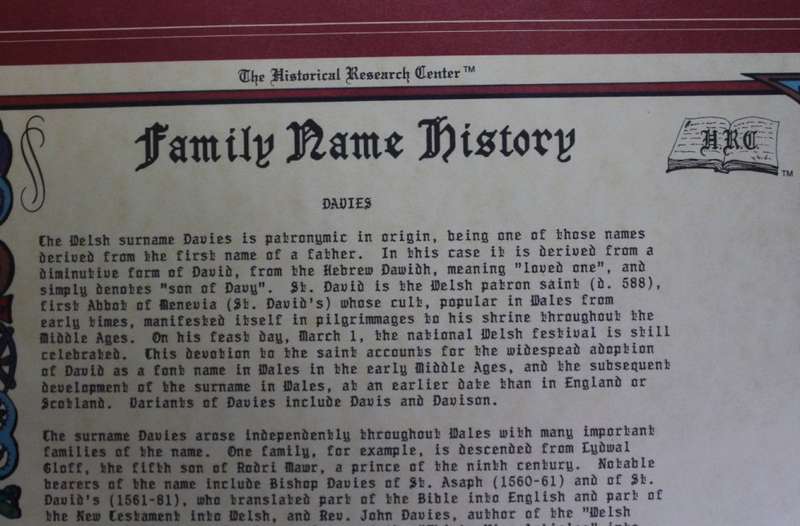 The Historical Research Center™
Family Name History
H.R.C. ™
DAVIES
The Welsh surname Davies is patronymic in origin, being one of those names
derived from the first name of a father. In this case it is derived from a
diminutive form of David, from the Hebrew Dawidh, meaning "loved one", and
simply denotes "son of Davy". St. David is the Welsh patron saint (d. 588),
first Abbot of Menevia (St. David's) whose cult, popular in Wales from
early times, manifested itself in pilgrimmages to his shrine throughout the
Middle Ages. On his feast day, March 1, the national Welsh festival is still
celebrated. This devotion to the saint accounts for the widespead adoption
of David as a font name in Wales in the early Middle Ages, and the subsequent
development of the surname in Wales, at an earlier date than in England or
Scotland. Variants of Davies include Davis and Davison.
The surname Davies arose independently throughout Wales with many important
families of the name. One family, for example, is descended from Lydwal
Gloff, the fifth son of Rodri Mawr, a prince of the ninth century. Notable
bearers of the name include Bishop Davies of St. Asaph (1560-61) and of St.
David's (1561-81), who translated part of the Bible into English and part of
the New Testament into Welsh, and Rev. John Davies, author of the "Welsh